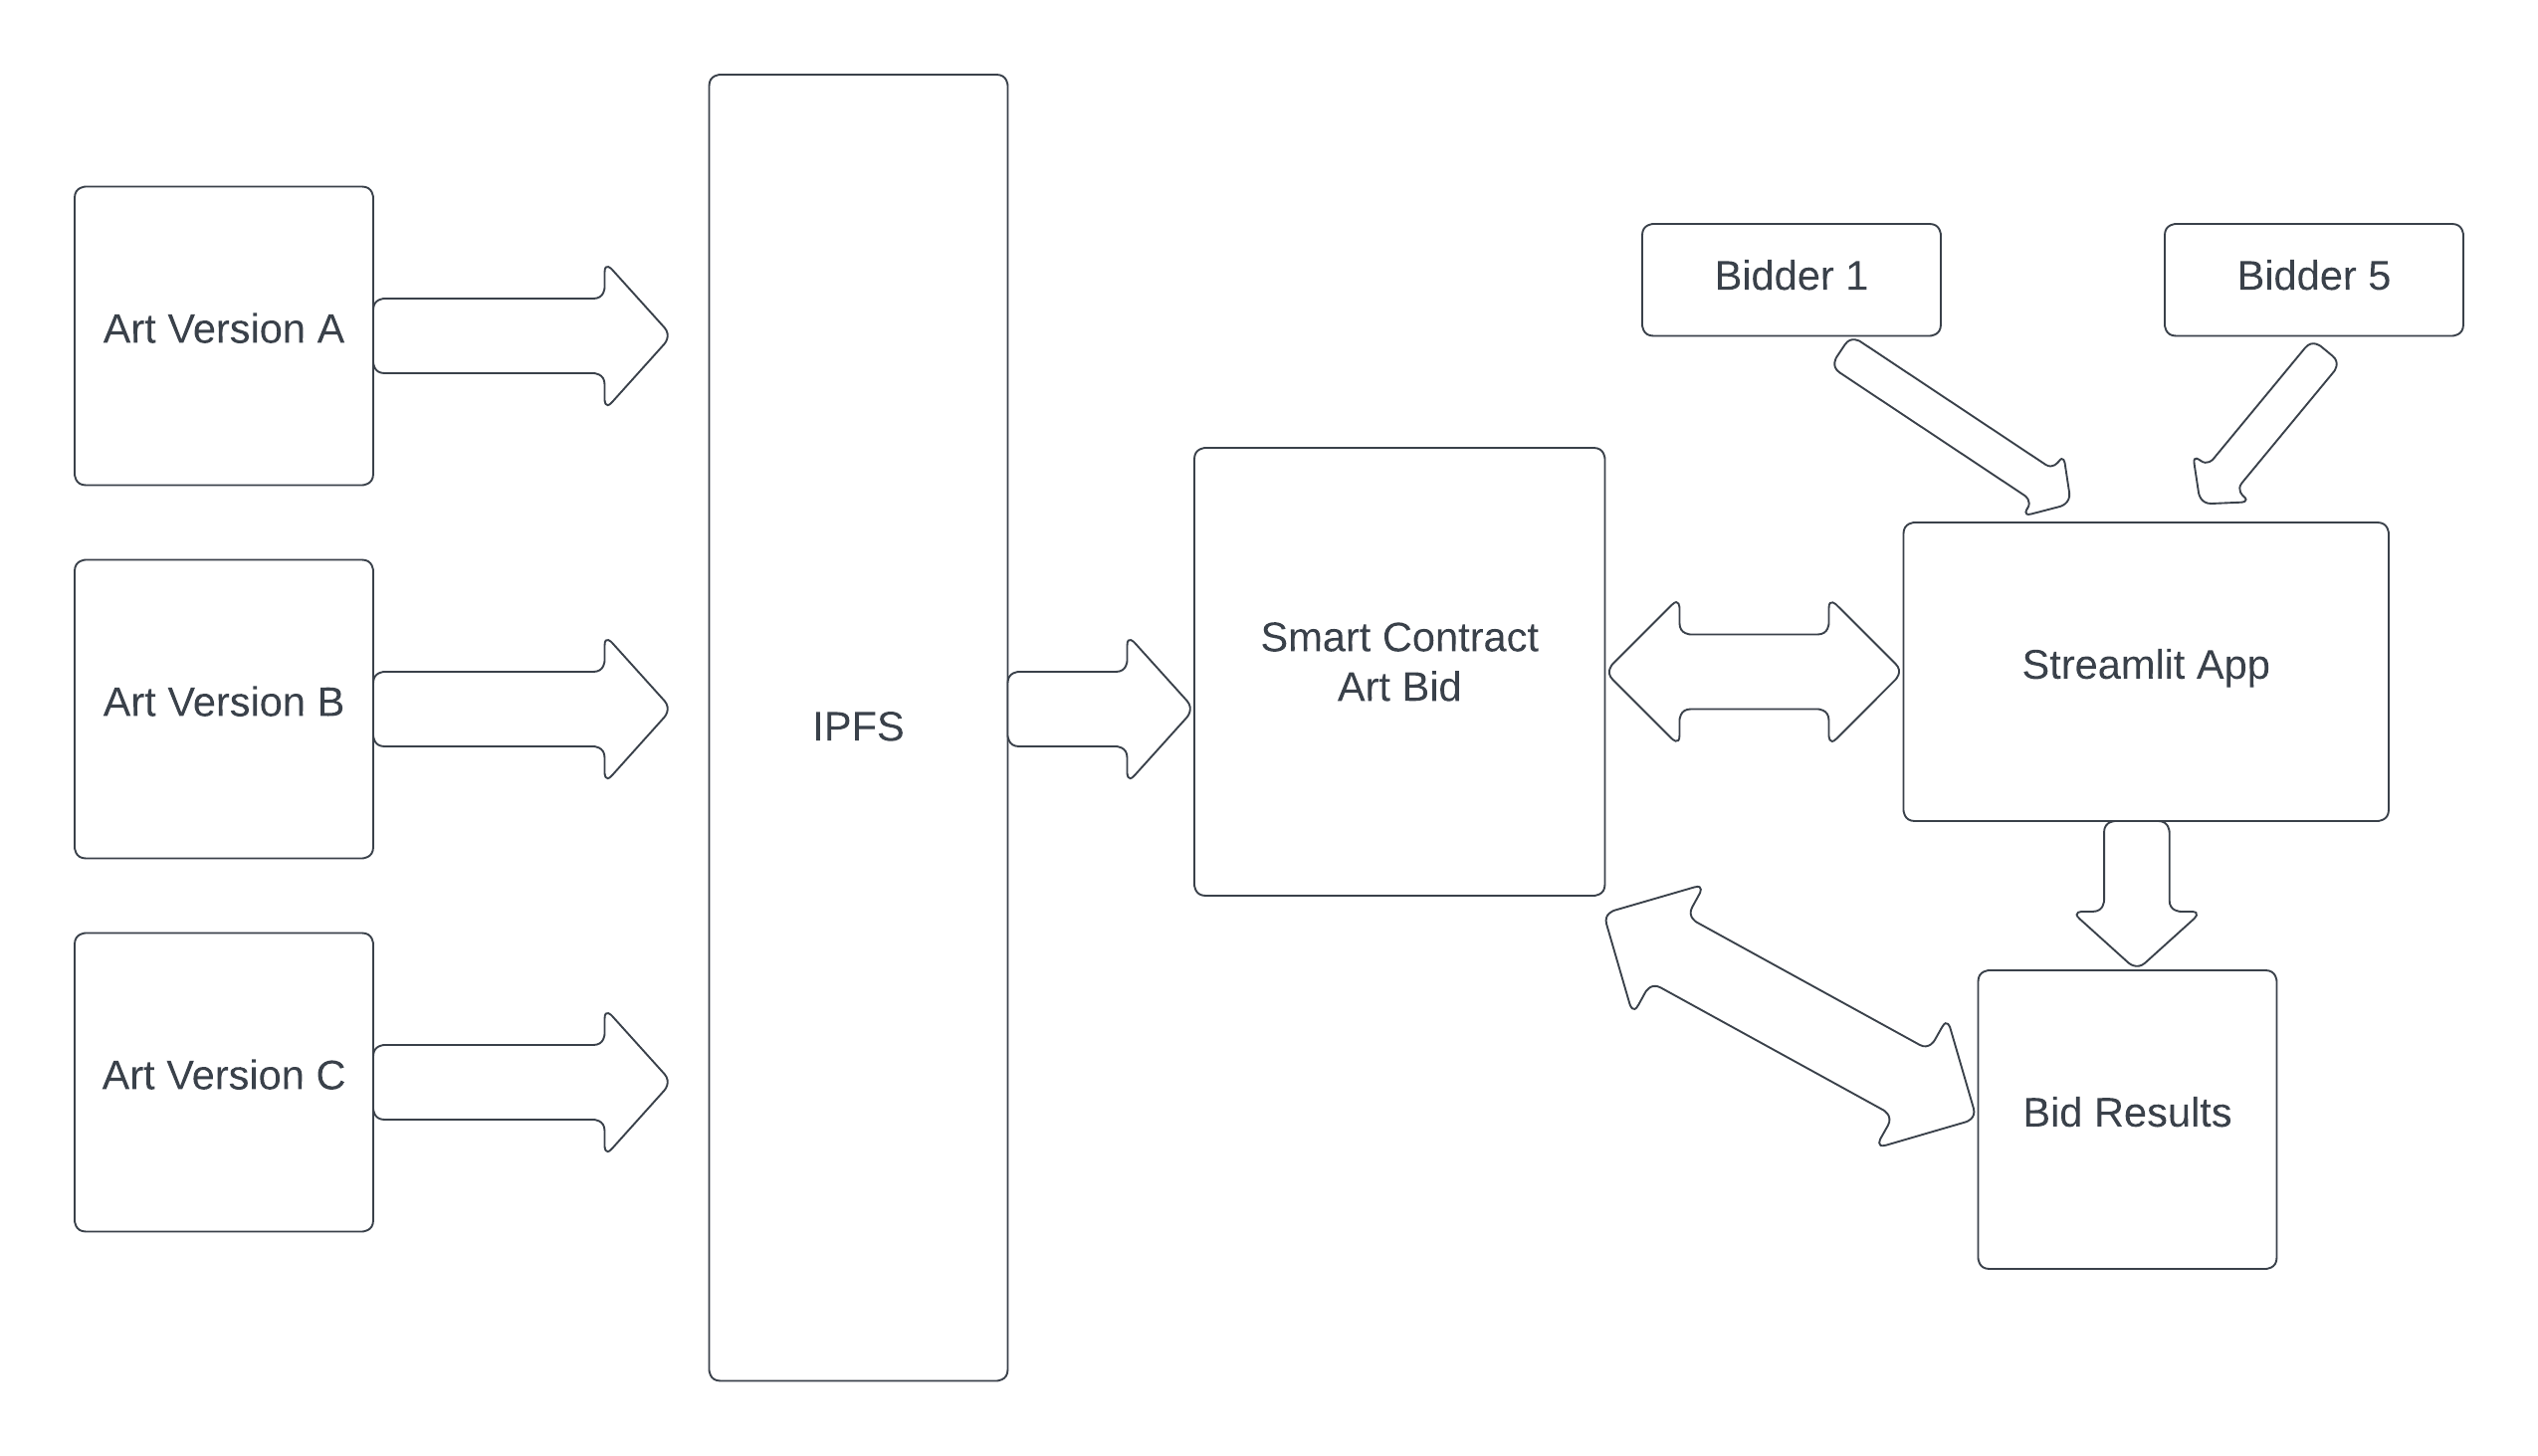 Art Version A
Art Version B
Art Version C
IPFS
Smart Contract
Art Bid
Bidder 1
Bidder 5
Streamlit App
Bid Results